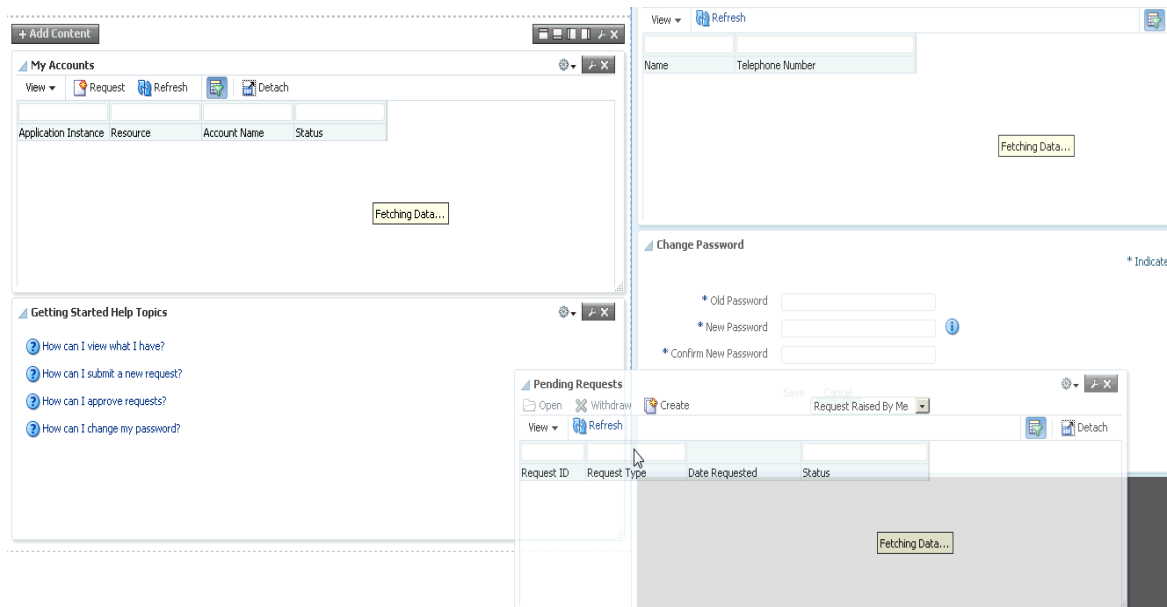 + Add Content
My Accounts
View Request Refresh Detach
Application Instance Resource Account Name Status
Fetching Data...
Getting Started Help Topics
How can I view what I have?
How can I submit a new request?
How can I approve requests?
How can I change my password?
View Refresh
Name Telephone Number
Fetching Data...
Change Password
* Indicate
* Old Password
* New Password
* Confirm New Password
Save Cancel
Pending Requests
Open Withdraw Create Request Raised By Me
View Refresh Detach
Request ID Request Type Date Requested Status
Fetching Data...